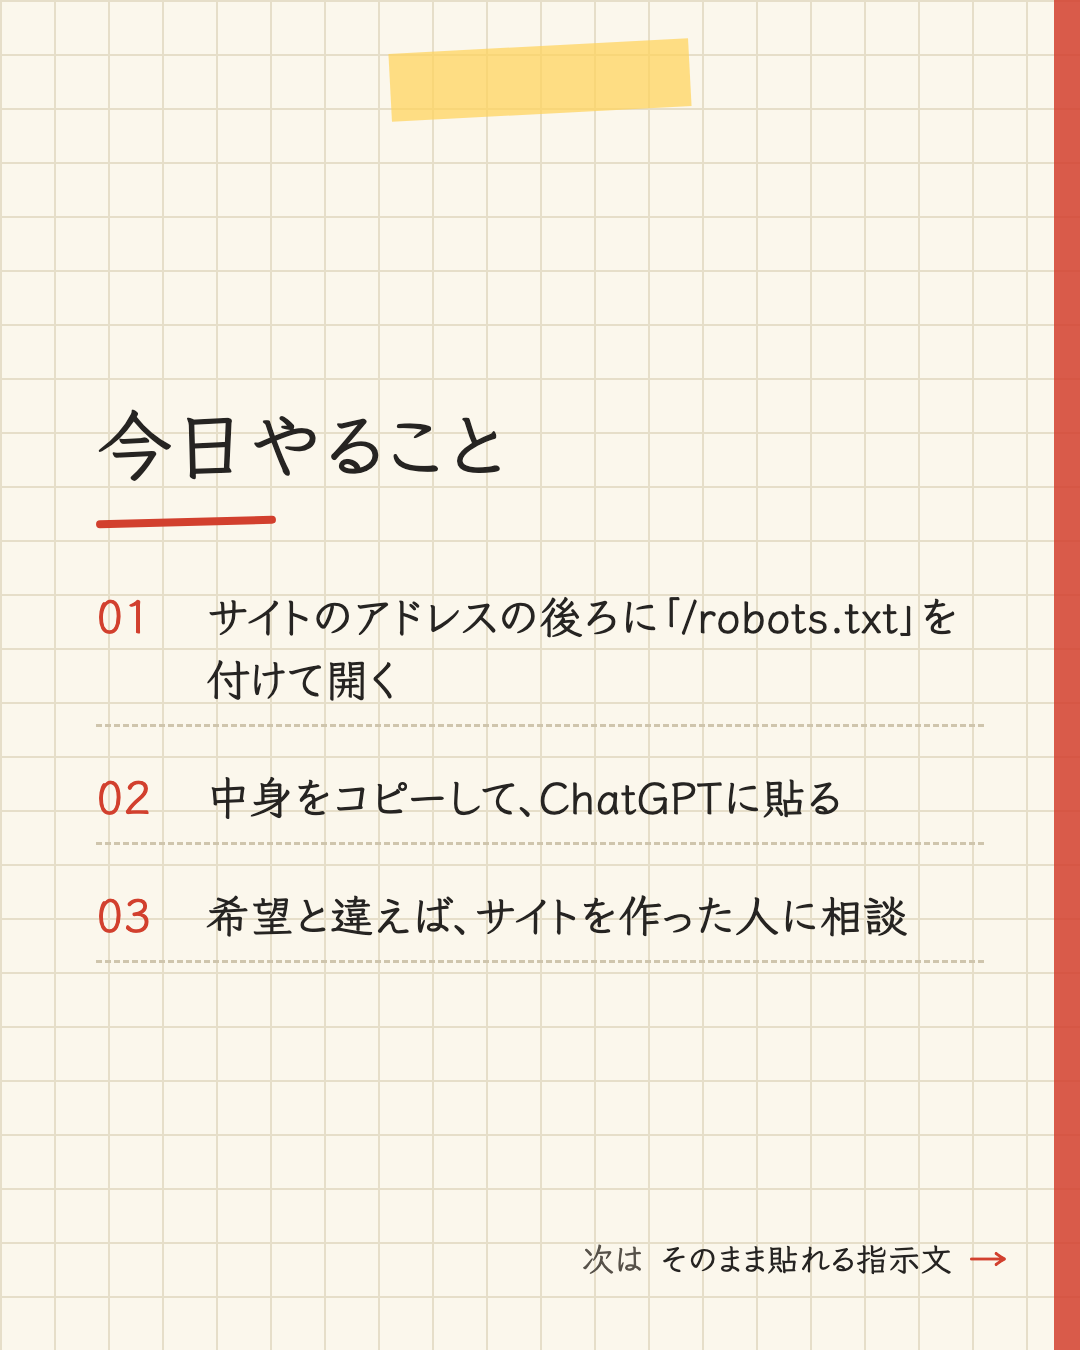 今日やること
01 サイトのアドレスの後ろに「/robots.txt」を
付けて開く
02 中身をコピーして、ChatGPTに貼る
03 希望と違えば、サイトを作った人に相談
次は そのまま貼れる指示文 →